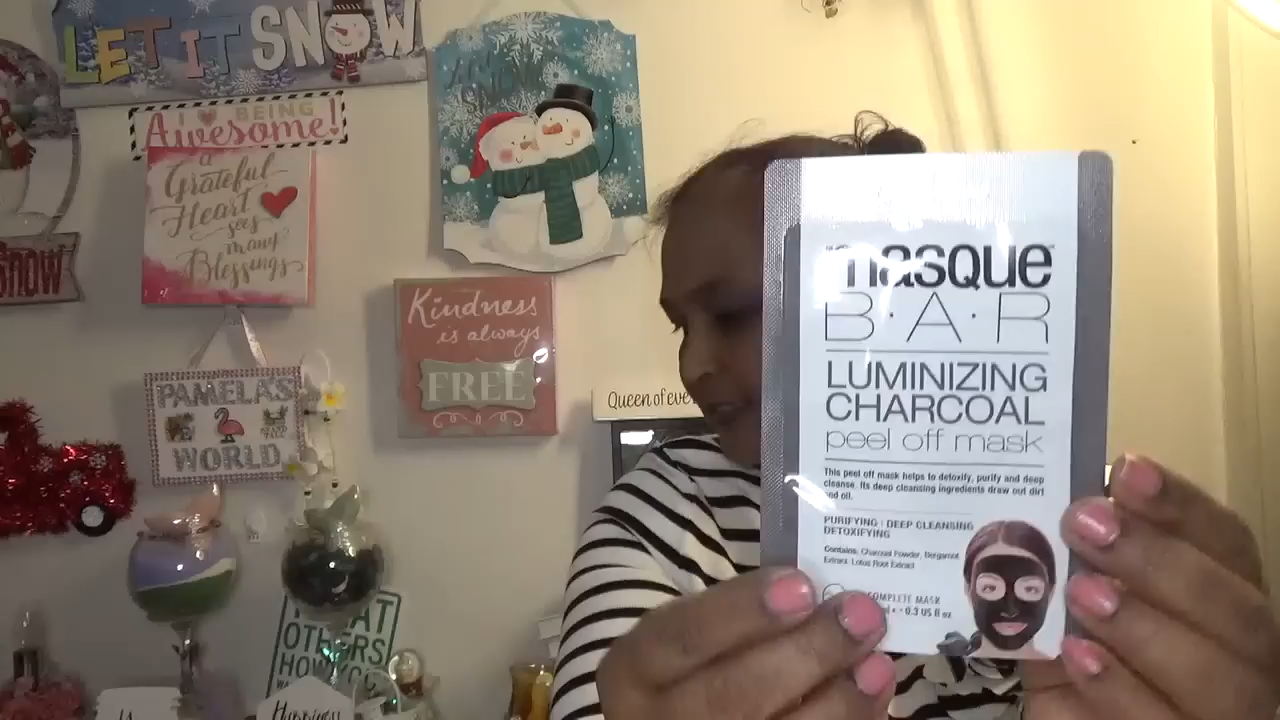 LET IT SNOW
I BEING
Awesome!
a
Grateful
Heart
sees
many
Blessings
SNOW
Kindness
is always
FREE
PAMELA'S
WORLD
Queen of eve
OTHERS
HOW YOU
masque
B·A·R
LUMINIZING
CHARCOAL
peel off mask
This peel off mask helps to detoxify, purify and deep
cleanse. Its deep cleansing ingredients draw out dirt
and oil.
PURIFYING | DEEP CLEANSING
DETOXIFYING
Contains: Charcoal Powder, Bergamot
Extract, Lotus Root Extract
COMPLETE MASK
0.3 US fl oz